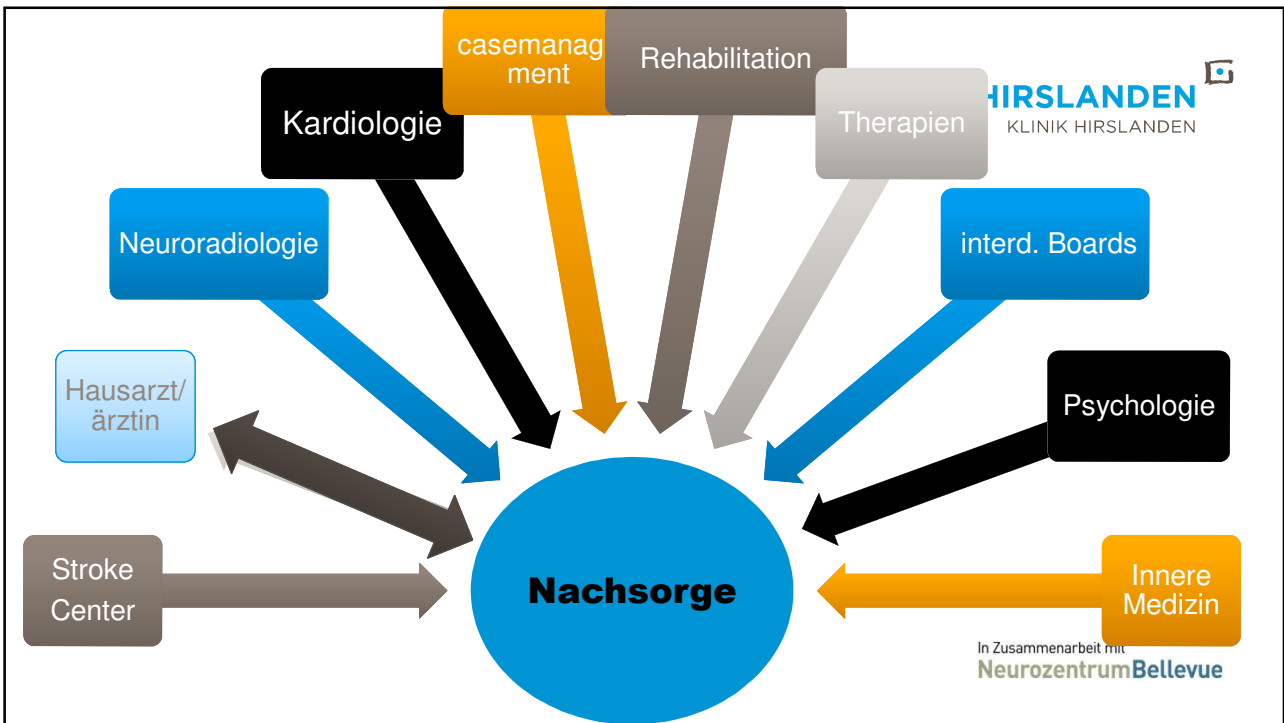 casemanag
ment
Rehabilitation
Kardiologie
Therapien
HIRSLANDEN
KLINIK HIRSLANDEN
Neuroradiologie
interd. Boards
Hausarzt/
ärztin
Psychologie
Stroke
Center
Nachsorge
Innere
Medizin
In Zusammenarbeit mit
NeurozentrumBellevue